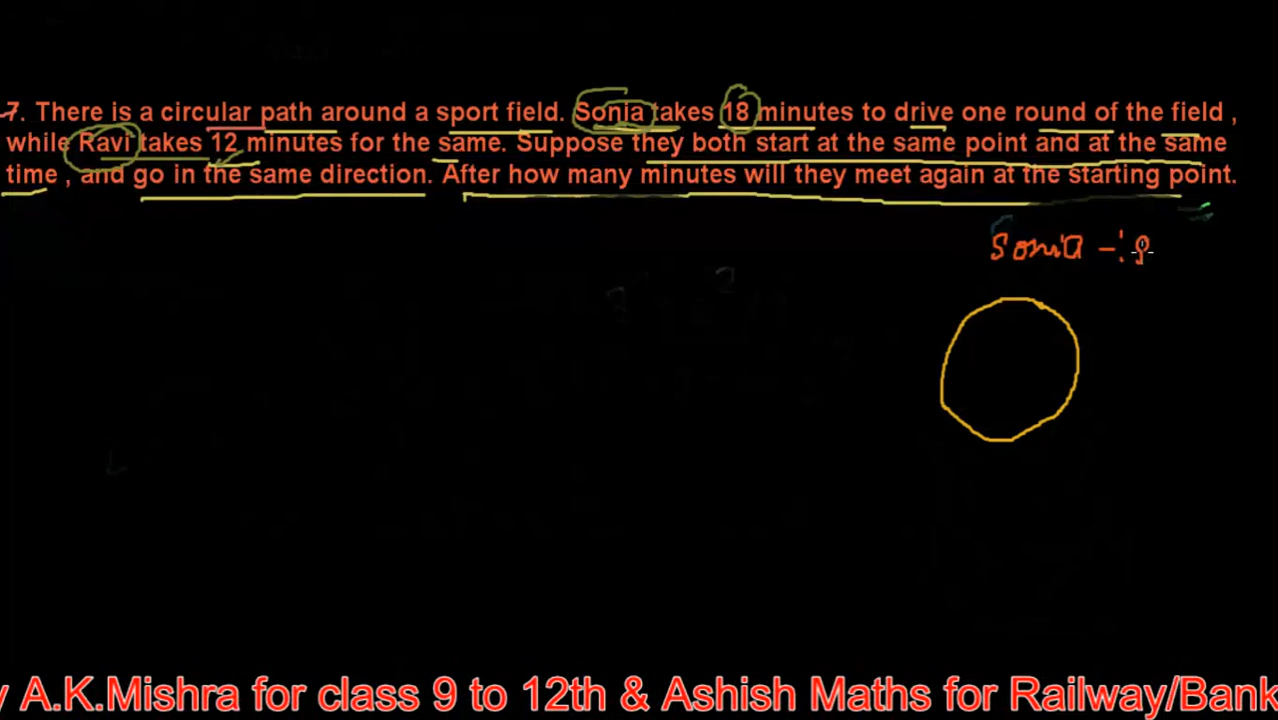 7. There is a circular path around a sport field. Sonia takes 18 minutes to drive one round of the field ,
while Ravi takes 12 minutes for the same. Suppose they both start at the same point and at the same
time , and go in the same direction. After how many minutes will they meet again at the starting point.
Sonia - 18
A.K.Mishra for class 9 to 12th & Ashish Maths for Railway/Bank